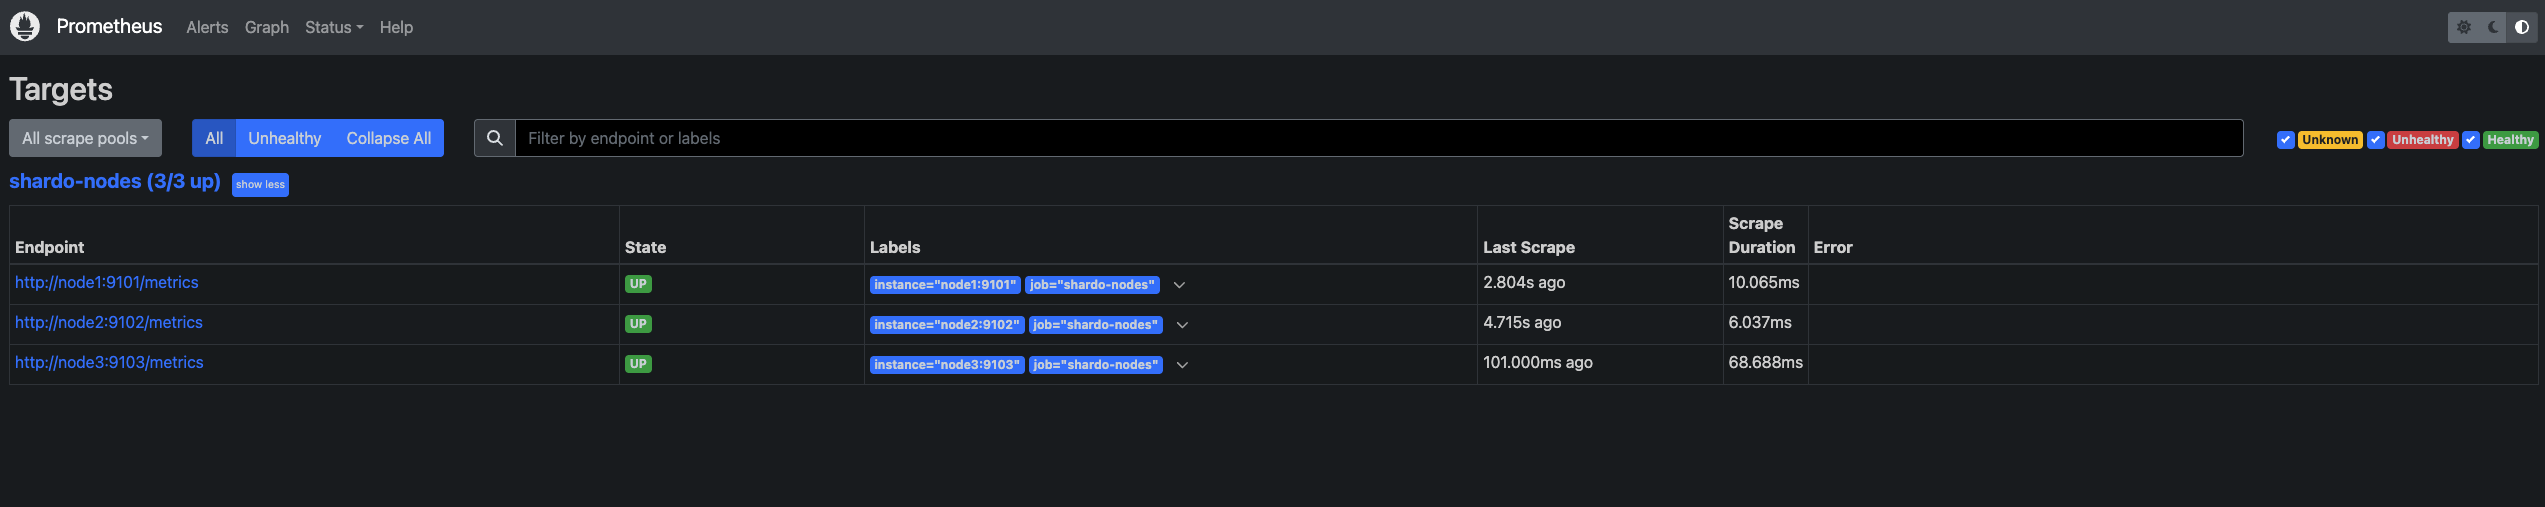 Prometheus Alerts Graph Status Help
Targets
All scrape pools All Unhealthy Collapse All Filter by endpoint or labels Unknown Unhealthy Healthy
shardo-nodes (3/3 up) show less
Endpoint State Labels Last Scrape Scrape Duration Error
http://node1:9101/metrics UP instance="node1:9101" job="shardo-nodes" 2.804s ago 10.065ms
http://node2:9102/metrics UP instance="node2:9102" job="shardo-nodes" 4.715s ago 6.037ms
http://node3:9103/metrics UP instance="node3:9103" job="shardo-nodes" 101.000ms ago 68.688ms